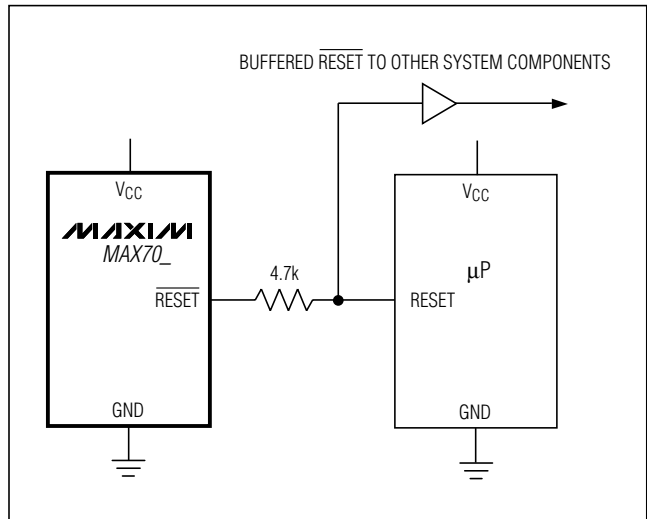 BUFFERED RESET TO OTHER SYSTEM COMPONENTS
VCC
MAXIM
MAX70_
RESET
GND
4.7k
VCC
μP
RESET
GND